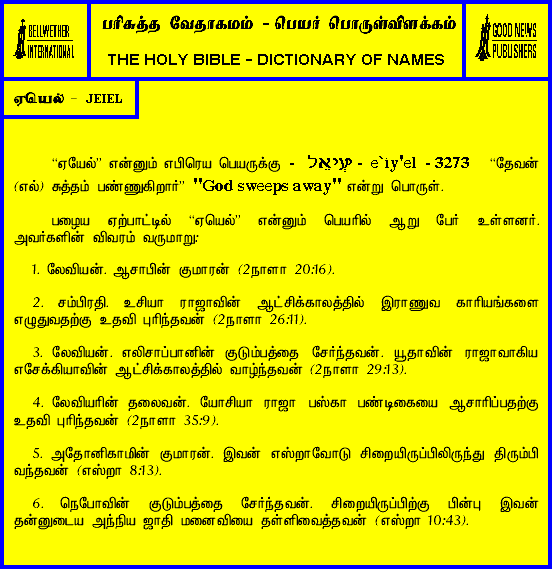 BELLWETHER
INTERNATIONAL
பரிசுத்த வேதாகமம் - பெயர் பொருள்விளக்கம்
THE HOLY BIBLE - DICTIONARY OF NAMES
GOOD NEWS
PUBLISHERS
ஏயெல் - JEIEL
“ஏயேல்” என்னும் எபிரெய பெயருக்கு - יְעִיאֵל - e`iy'el - 3273 “தேவன்
(எல்) சுத்தம் பண்ணுகிறார்” "God sweeps away" என்று பொருள்.
பழைய ஏற்பாட்டில் “ஏயெல்” என்னும் பெயரில் ஆறு பேர் உள்ளனர்.
அவர்களின் விவரம் வருமாறு:
1. லேவியன். ஆசாபின் குமாரன் (2நாளா 20:16).
2. சம்பிரதி. உசியா ராஜாவின் ஆட்சிக்காலத்தில் இராணுவ காரியங்களை
எழுதுவதற்கு உதவி புரிந்தவன் (2நாளா 26:11).
3. லேவியன். எலிசாப்பானின் குடும்பத்தை சேர்ந்தவன். யூதாவின் ராஜாவாகிய
எசேக்கியாவின் ஆட்சிக்காலத்தில் வாழ்ந்தவன் (2நாளா 29:13).
4. லேவியரின் தலைவன். யோசியா ராஜா பஸ்கா பண்டிகையை ஆசாரிப்பதற்கு
உதவி புரிந்தவன் (2நாளா 35:9).
5. அதோனிகாமின் குமாரன். இவன் எஸ்றாவோடு சிறையிருப்பிலிருந்து திரும்பி
வந்தவன் (எஸ்றா 8:13).
6. நெபோவின் குடும்பத்தை சேர்ந்தவன். சிறையிருப்பிற்கு பின்பு இவன்
தன்னுடைய அந்நிய ஜாதி மனைவியை தள்ளிவைத்தவன் (எஸ்றா 10:43).